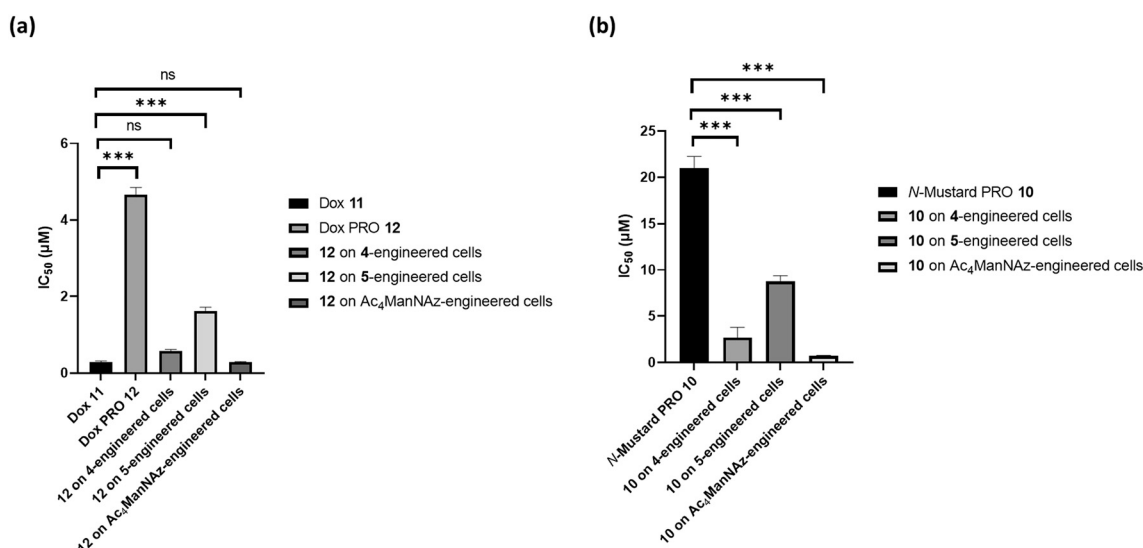 (a)
ns
***
ns
***
6
4
2
0
IC₅₀ (µM)
Dox 11
Dox PRO 12
12 on 4-engineered cells
12 on 5-engineered cells
12 on Ac₄ManNAz-engineered cells
Dox 11
Dox PRO 12
12 on 4-engineered cells
12 on 5-engineered cells
12 on Ac₄ManNAz-engineered cells
(b)
***
***
***
25
20
15
10
5
0
IC₅₀ (µM)
N-Mustard PRO 10
10 on 4-engineered cells
10 on 5-engineered cells
10 on Ac₄ManNAz-engineered cells
N-Mustard PRO 10
10 on 4-engineered cells
10 on 5-engineered cells
10 on Ac₄ManNAz-engineered cells